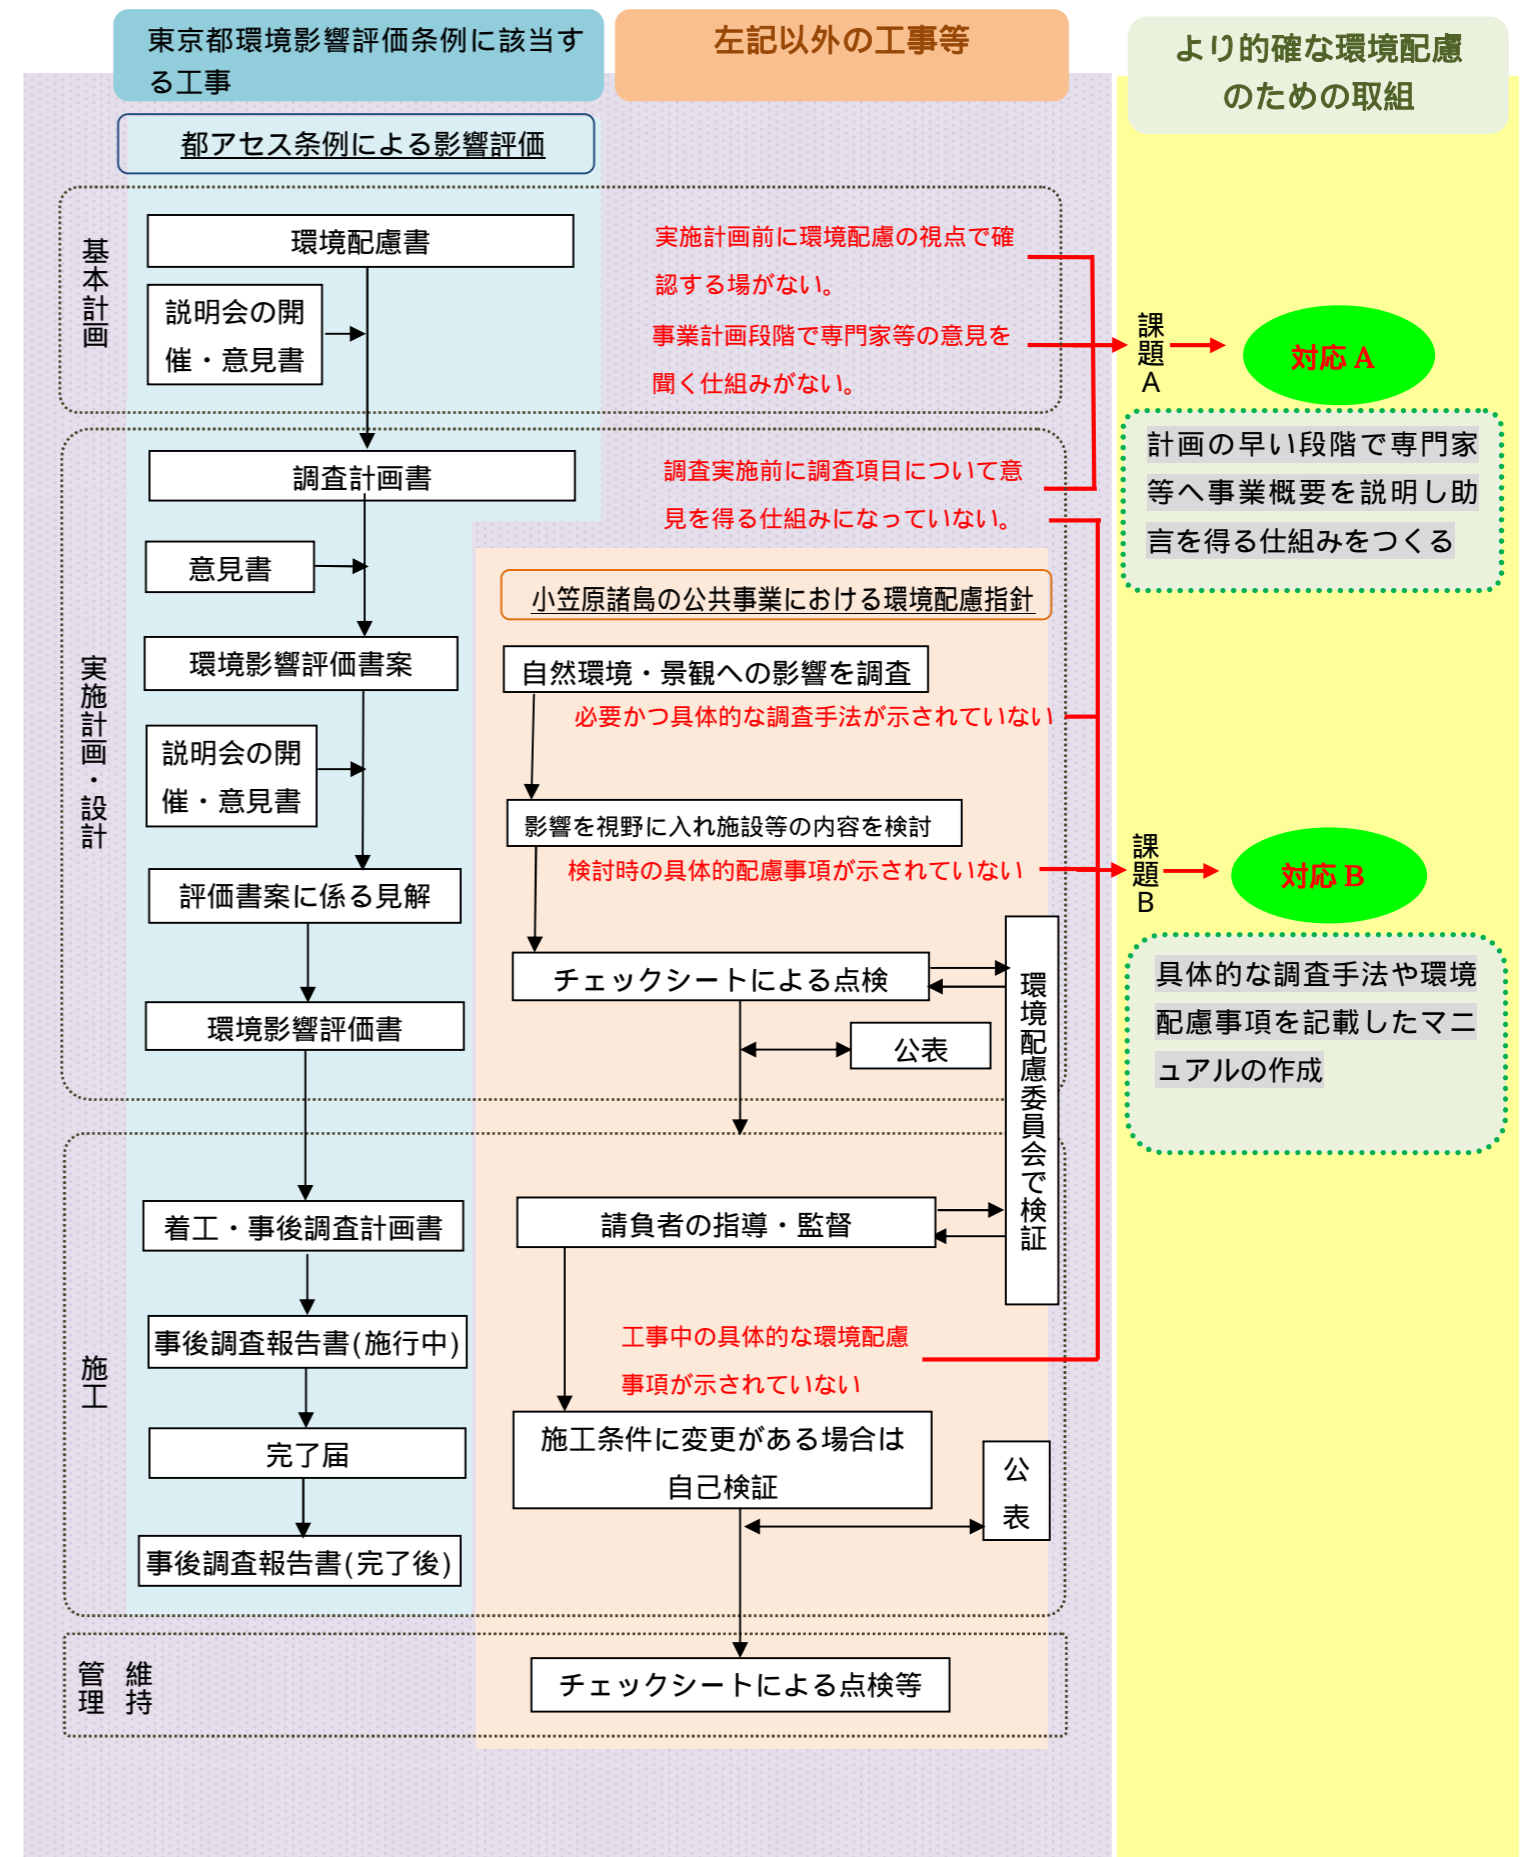 東京都環境影響評価条例に該当す
る工事
左記以外の工事等
より的確な環境配慮
のための取組
都アセス条例による影響評価
基本計画
環境配慮書
説明会の開
催・意見書
実施計画前に環境配慮の視点で確
認する場がない。
事業計画段階で専門家等の意見を
聞く仕組みがない。
課題A
対応 A
計画の早い段階で専門家
等へ事業概要を説明し助
言を得る仕組みをつくる
実施計画・設計
調査計画書
意見書
環境影響評価書案
説明会の開
催・意見書
評価書案に係る見解
環境影響評価書
調査実施前に調査項目について意
見を得る仕組みになっていない。
小笠原諸島の公共事業における環境配慮指針
自然環境・景観への影響を調査
必要かつ具体的な調査手法が示されていない
影響を視野に入れ施設等の内容を検討
検討時の具体的配慮事項が示されていない
チェックシートによる点検
公表
環境配慮委員会で検証
課題B
対応 B
具体的な調査手法や環境
配慮事項を記載したマニ
ュアルの作成
施工
着工・事後調査計画書
事後調査報告書(施行中)
完了届
事後調査報告書(完了後)
請負者の指導・監督
工事中の具体的な環境配慮
事項が示されていない
施工条件に変更がある場合は
自己検証
公
表
維持
管理
チェックシートによる点検等